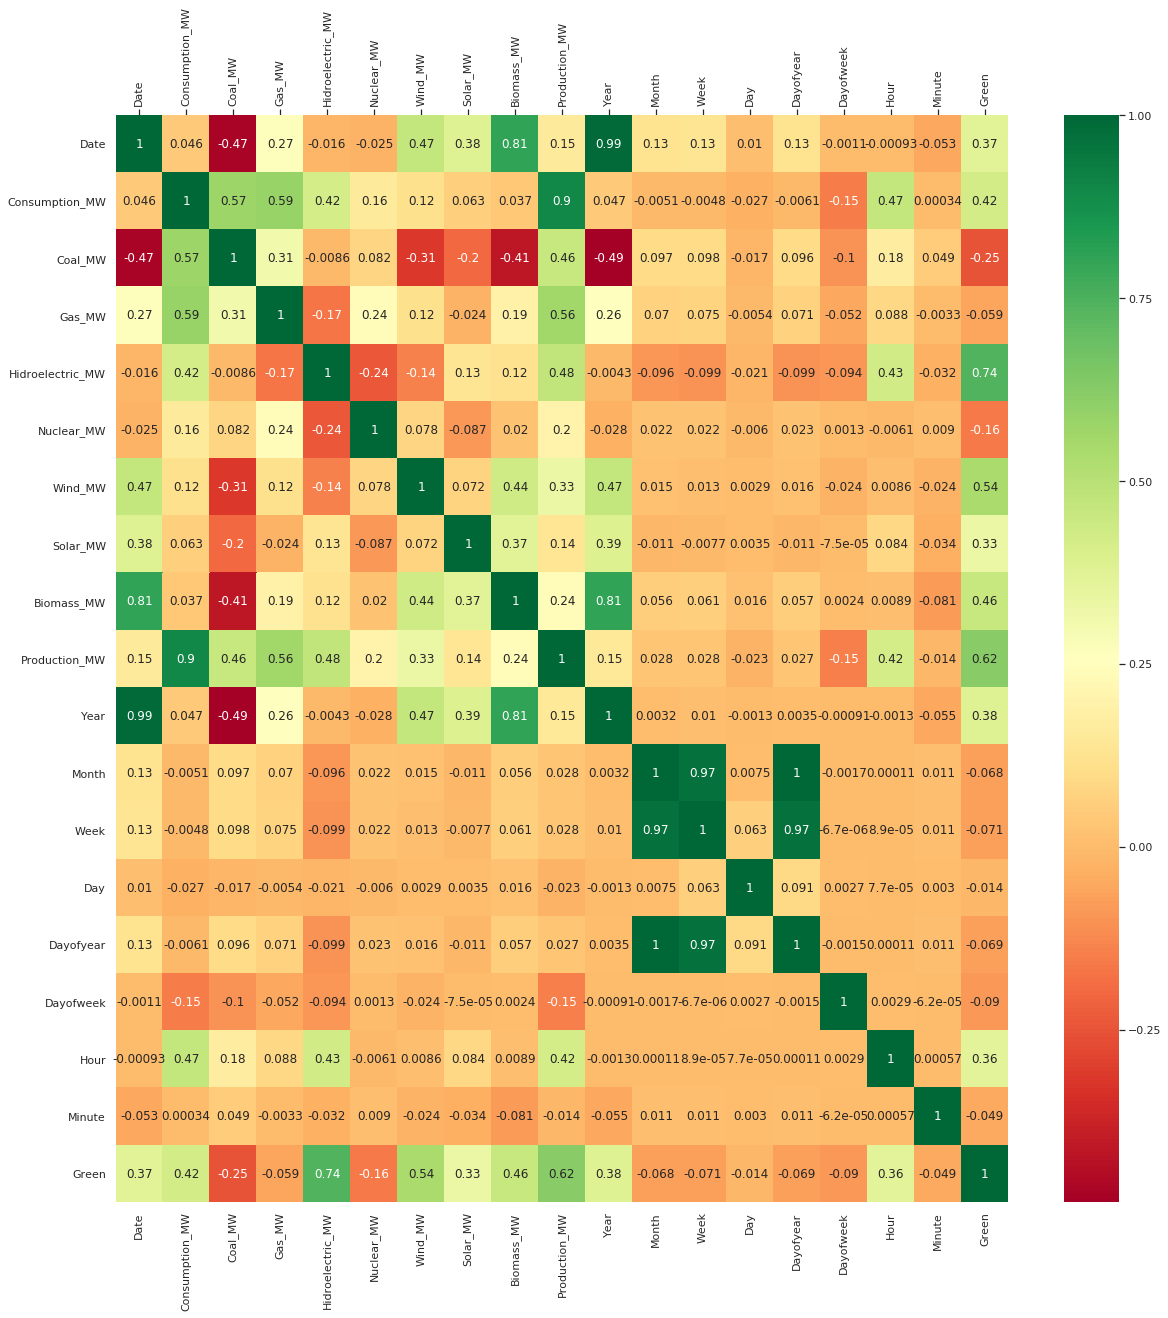 Date Consumption_MW Coal_MW Gas_MW Hidroelectric_MW Nuclear_MW Wind_MW Solar_MW Biomass_MW Production_MW Year Month Week Day Dayofyear Dayofweek Hour Minute Green
Date 1 0.046 -0.47 0.27 -0.016 -0.025 0.47 0.38 0.81 0.15 0.99 0.13 0.13 0.01 0.13 -0.0011 -0.00093 -0.053 0.37
Consumption_MW 0.046 1 0.57 0.59 0.42 0.16 0.12 0.063 0.037 0.9 0.047 -0.0051 -0.0048 -0.027 -0.0061 -0.15 0.47 0.00034 0.42
Coal_MW -0.47 0.57 1 0.31 -0.0086 0.082 -0.31 -0.2 -0.41 0.46 -0.49 0.097 0.098 -0.017 0.096 -0.1 0.18 0.049 -0.25
Gas_MW 0.27 0.59 0.31 1 -0.17 0.24 0.12 -0.024 0.19 0.56 0.26 0.07 0.075 -0.0054 0.071 -0.052 0.088 -0.0033 -0.059
Hidroelectric_MW -0.016 0.42 -0.0086 -0.17 1 -0.24 -0.14 0.13 0.12 0.48 -0.0043 -0.096 -0.099 -0.021 -0.099 -0.094 0.43 -0.032 0.74
Nuclear_MW -0.025 0.16 0.082 0.24 -0.24 1 0.078 -0.087 0.02 0.2 -0.028 0.022 0.022 -0.006 0.023 0.0013 -0.0061 0.009 -0.16
Wind_MW 0.47 0.12 -0.31 0.12 -0.14 0.078 1 0.072 0.44 0.33 0.47 0.015 0.013 0.0029 0.016 -0.024 0.0086 -0.024 0.54
Solar_MW 0.38 0.063 -0.2 -0.024 0.13 -0.087 0.072 1 0.37 0.14 0.39 -0.011 -0.0077 0.0035 -0.011 -7.5e-05 0.084 -0.034 0.33
Biomass_MW 0.81 0.037 -0.41 0.19 0.12 0.02 0.44 0.37 1 0.24 0.81 0.056 0.061 0.016 0.057 0.0024 0.0089 -0.081 0.46
Production_MW 0.15 0.9 0.46 0.56 0.48 0.2 0.33 0.14 0.24 1 0.15 0.028 0.028 -0.023 0.027 -0.15 0.42 -0.014 0.62
Year 0.99 0.047 -0.49 0.26 -0.0043 -0.028 0.47 0.39 0.81 0.15 1 0.0032 0.01 -0.0013 0.0035 -0.00091 -0.0013 -0.055 0.38
Month 0.13 -0.0051 0.097 0.07 -0.096 0.022 0.015 -0.011 0.056 0.028 0.0032 1 0.97 0.0075 1 -0.0017 0.00011 0.011 -0.068
Week 0.13 -0.0048 0.098 0.075 -0.099 0.022 0.013 -0.0077 0.061 0.028 0.01 0.97 1 0.063 0.97 -6.7e-06 8.9e-05 0.011 -0.071
Day 0.01 -0.027 -0.017 -0.0054 -0.021 -0.006 0.0029 0.0035 0.016 -0.023 -0.0013 0.0075 0.063 1 0.091 0.0027 7.7e-05 0.003 -0.014
Dayofyear 0.13 -0.0061 0.096 0.071 -0.099 0.023 0.016 -0.011 0.057 0.027 0.0035 1 0.97 0.091 1 -0.0015 0.00011 0.011 -0.069
Dayofweek -0.0011 -0.15 -0.1 -0.052 -0.094 0.0013 -0.024 -7.5e-05 0.0024 -0.15 -0.00091 -0.0017 -6.7e-06 0.0027 -0.0015 1 0.0029 -6.2e-05 -0.09
Hour -0.00093 0.47 0.18 0.088 0.43 -0.0061 0.0086 0.084 0.0089 0.42 -0.0013 0.00011 8.9e-05 7.7e-05 0.00011 0.0029 1 0.00057 0.36
Minute -0.053 0.00034 0.049 -0.0033 -0.032 0.009 -0.024 -0.034 -0.081 -0.014 -0.055 0.011 0.011 0.003 0.011 -6.2e-05 0.00057 1 -0.049
Green 0.37 0.42 -0.25 -0.059 0.74 -0.16 0.54 0.33 0.46 0.62 0.38 -0.068 -0.071 -0.014 -0.069 -0.09 0.36 -0.049 1
Date Consumption_MW Coal_MW Gas_MW Hidroelectric_MW Nuclear_MW Wind_MW Solar_MW Biomass_MW Production_MW Year Month Week Day Dayofyear Dayofweek Hour Minute Green
1.00
0.75
0.50
0.25
0.00
−0.25